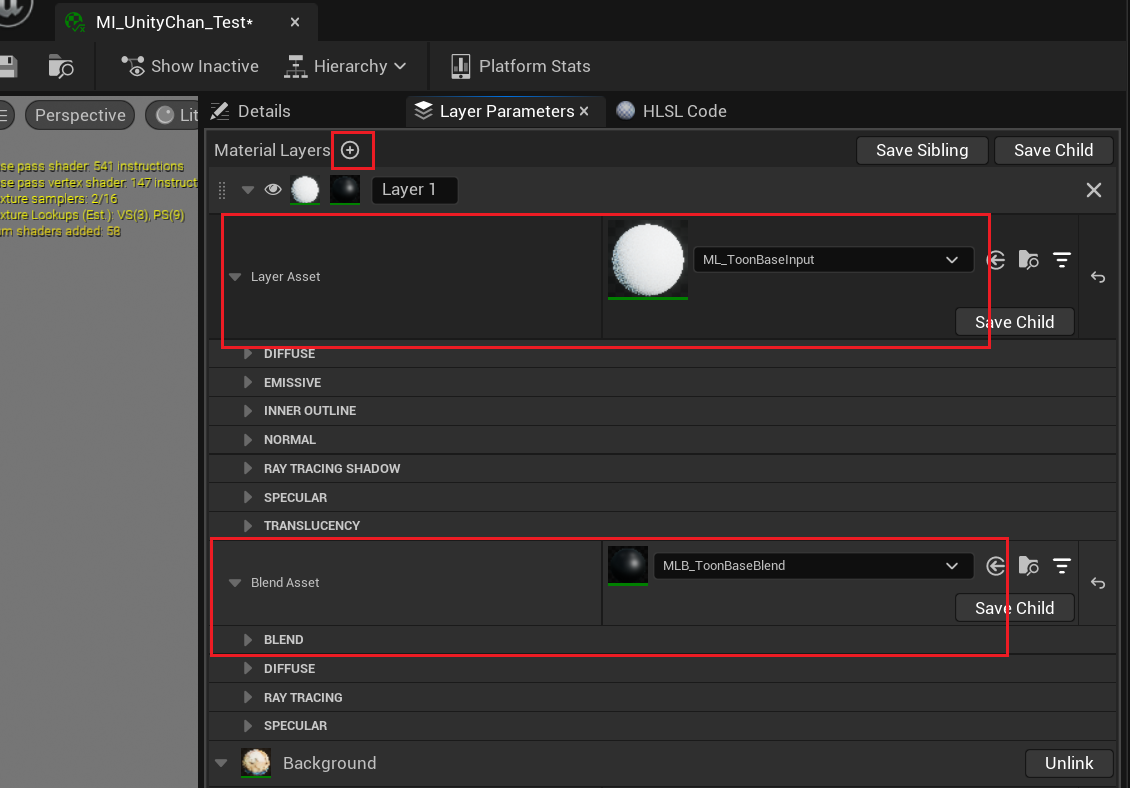 MI_UnityChan_Test*
Show Inactive
Hierarchy
Platform Stats
Perspective
Lit
Details
Layer Parameters
HLSL Code
se pass shader: 541 instructions
se pass vertex shader: 147 instruct
xture samplers: 2/16
xture Lookups (Est.): VS(3), PS(9)
m shaders added: 58
Material Layers
Save Sibling
Save Child
Layer 1
Layer Asset
ML_ToonBaseInput
Save Child
DIFFUSE
EMISSIVE
INNER OUTLINE
NORMAL
RAY TRACING SHADOW
SPECULAR
TRANSLUCENCY
Blend Asset
MLB_ToonBaseBlend
Save Child
BLEND
DIFFUSE
RAY TRACING
SPECULAR
Background
Unlink